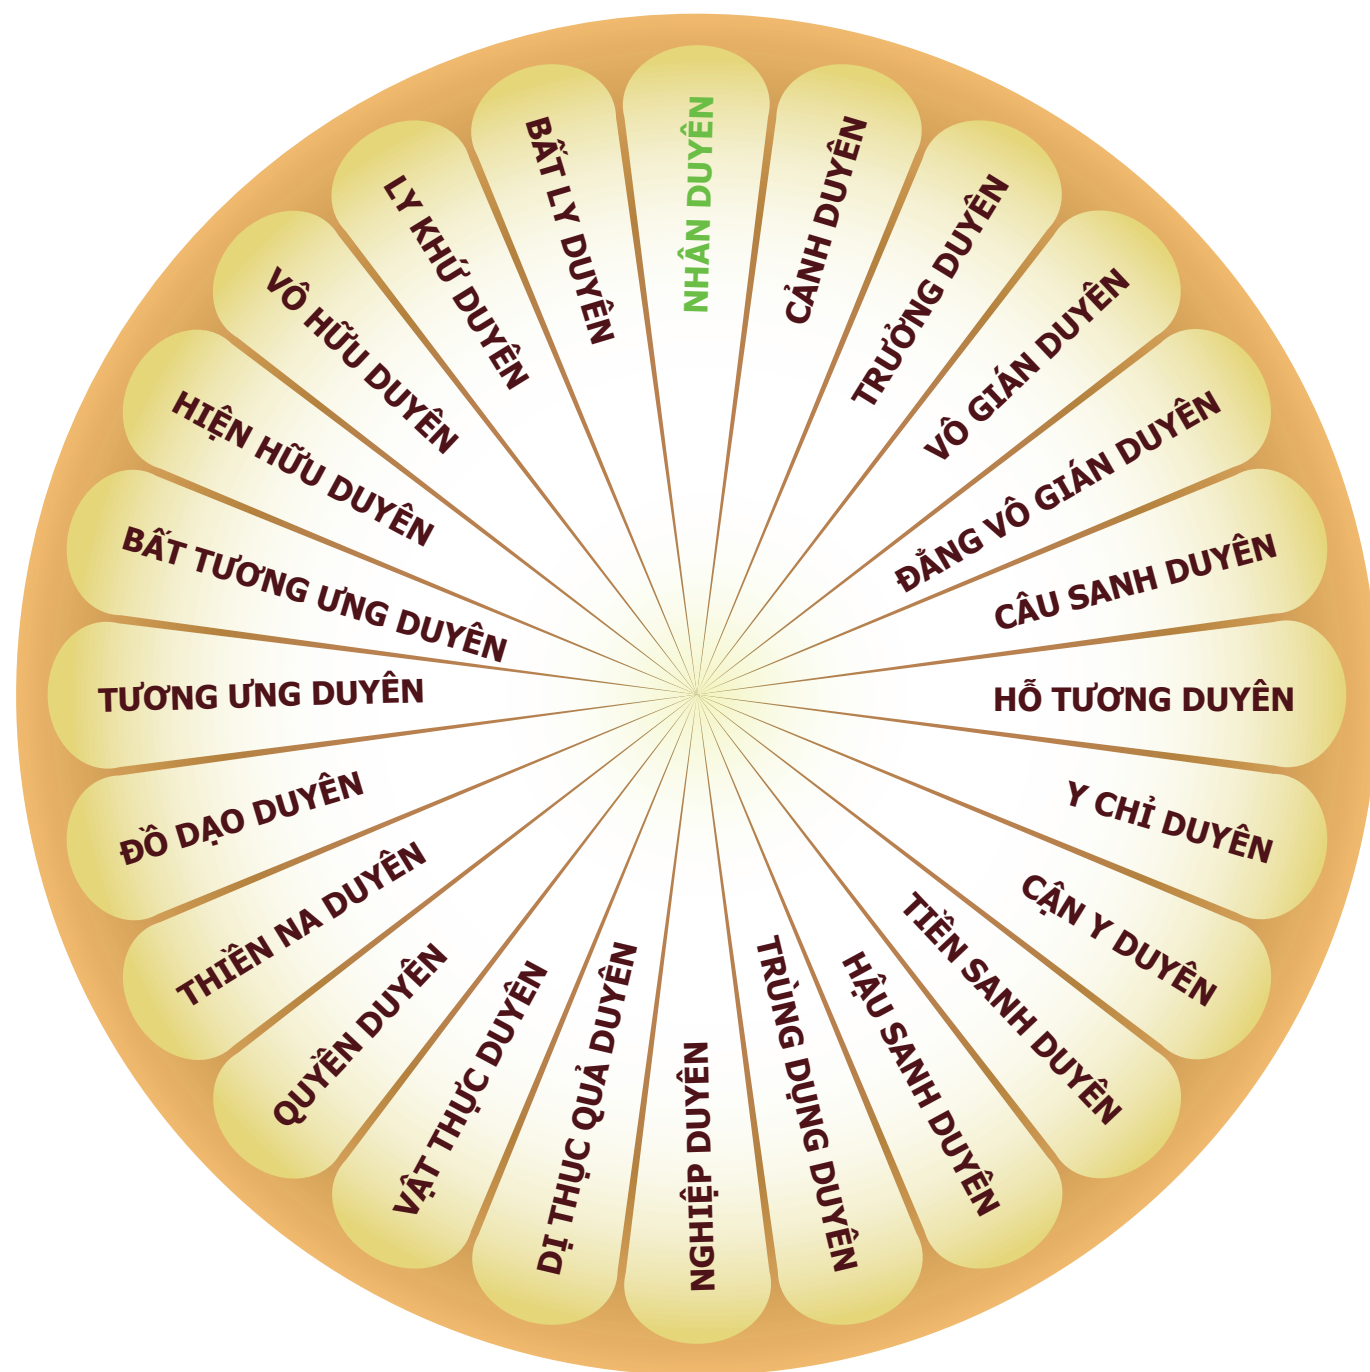 NHÂN DUYÊN
CẢNH DUYÊN
TRƯỞNG DUYÊN
VÔ GIÁN DUYÊN
ĐẲNG VÔ GIÁN DUYÊN
CÂU SANH DUYÊN
HỖ TƯƠNG DUYÊN
Y CHỈ DUYÊN
CẬN Y DUYÊN
TIỀN SANH DUYÊN
HẬU SANH DUYÊN
TRÙNG DỤNG DUYÊN
NGHIỆP DUYÊN
DỊ THỤC QUẢ DUYÊN
VẬT THỰC DUYÊN
QUYỀN DUYÊN
THIỀN NA DUYÊN
ĐỒ DẠO DUYÊN
TƯƠNG ƯNG DUYÊN
BẤT TƯƠNG ƯNG DUYÊN
HIỆN HỮU DUYÊN
VÔ HỮU DUYÊN
LY KHỨ DUYÊN
BẤT LY DUYÊN